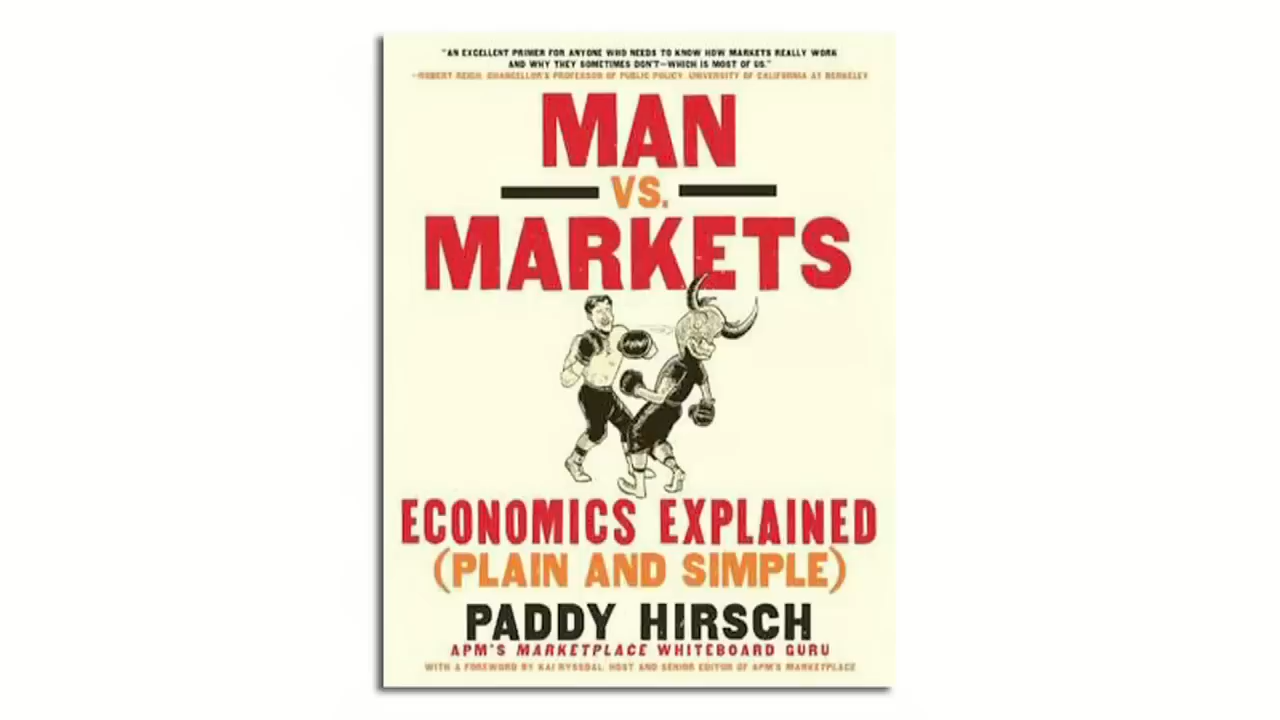 "AN EXCELLENT PRIMER FOR ANYONE WHO NEEDS TO KNOW HOW MARKETS REALLY WORK
AND WHY THEY SOMETIMES DON'T—WHICH IS MOST OF US."
—ROBERT REICH, CHANCELLOR'S PROFESSOR OF PUBLIC POLICY, UNIVERSITY OF CALIFORNIA AT BERKELEY
MAN
VS.
MARKETS
ECONOMICS EXPLAINED
(PLAIN AND SIMPLE)
PADDY HIRSCH
APM'S MARKETPLACE WHITEBOARD GURU
WITH A FOREWORD BY KAI RYSSDAL, HOST AND SENIOR EDITOR OF APM'S MARKETPLACE